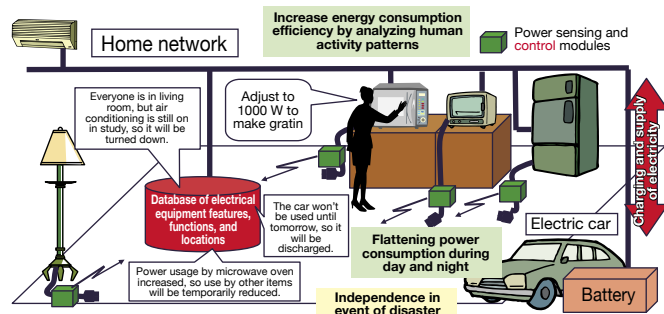 Increase energy consumption
efficiency by analyzing human
activity patterns
Power sensing and
control modules
Home network
Everyone is in living
room, but air
conditioning is still on
in study, so it will be
turned down.
Adjust to
1000 W to
make gratin
Charging and supply
of electricity
Database of electrical
equipment features,
functions, and
locations
The car won't
be used until
tomorrow, so it
will be
discharged.
Electric car
Flattening power
consumption during
day and night
Power usage by microwave oven
increased, so use by other items
will be temporarily reduced.
Battery
Independence in
event of disaster